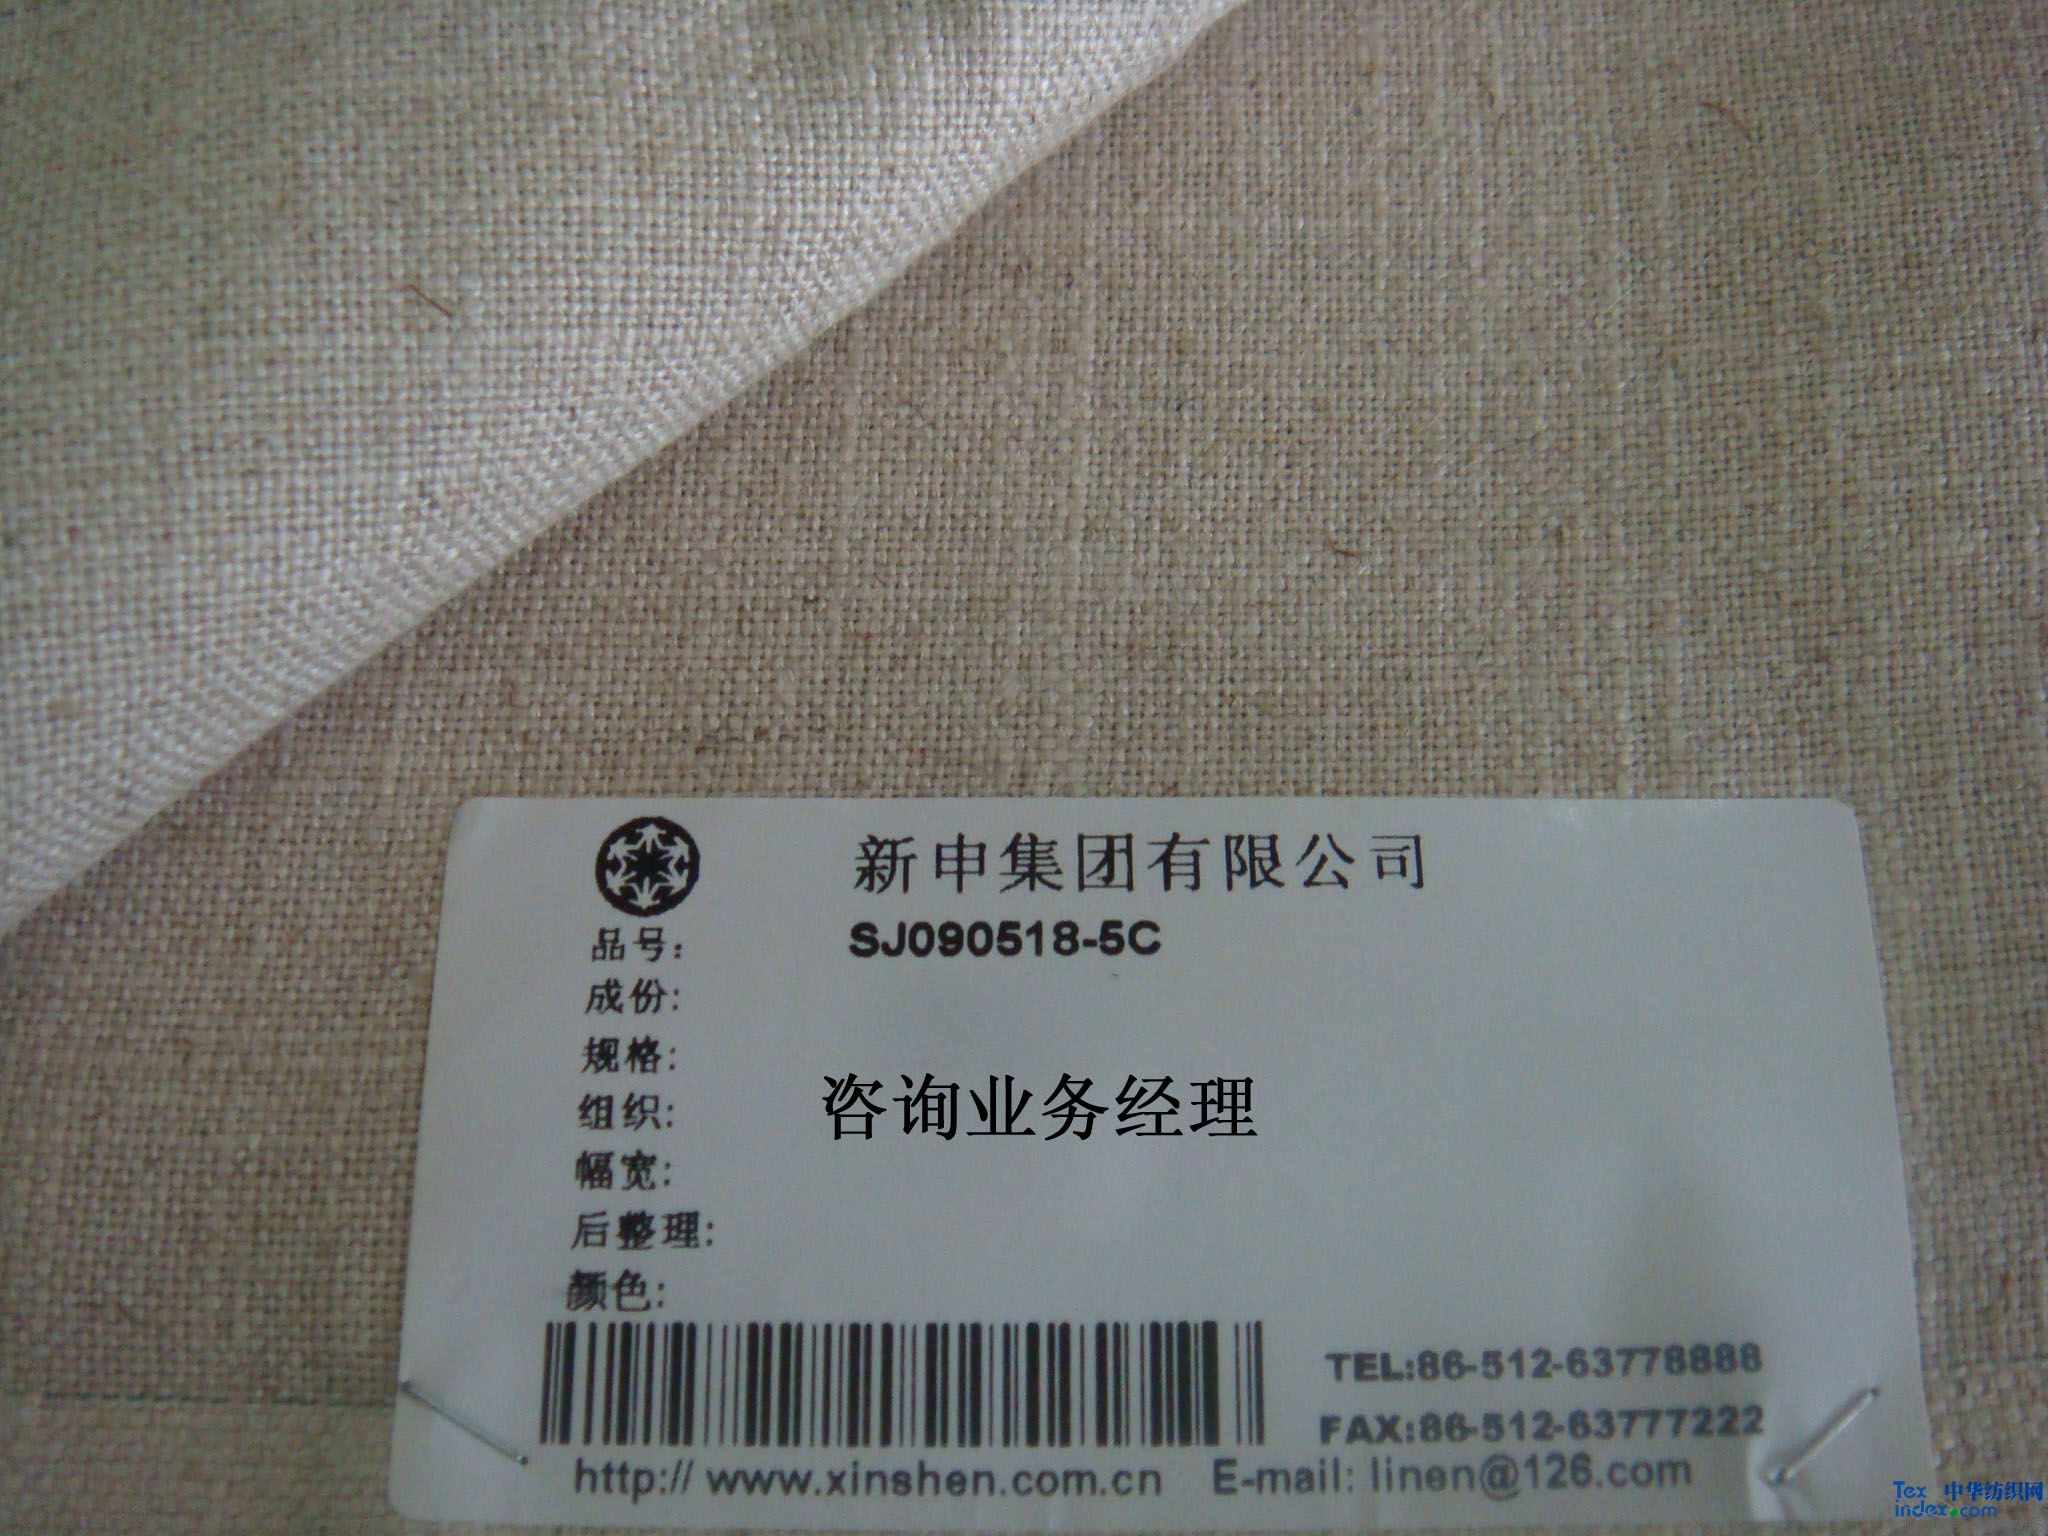 新申集团有限公司
品号: SJ090518-5C
成份:
规格:
组织:
咨询业务经理
幅宽:
后整理:
颜色:
TEL:86-512-63778888
FAX:86-512-63777222
http:// www.xinshen.com.cn E-mail: linen@126.com
Tex 中华纺织网
index.com